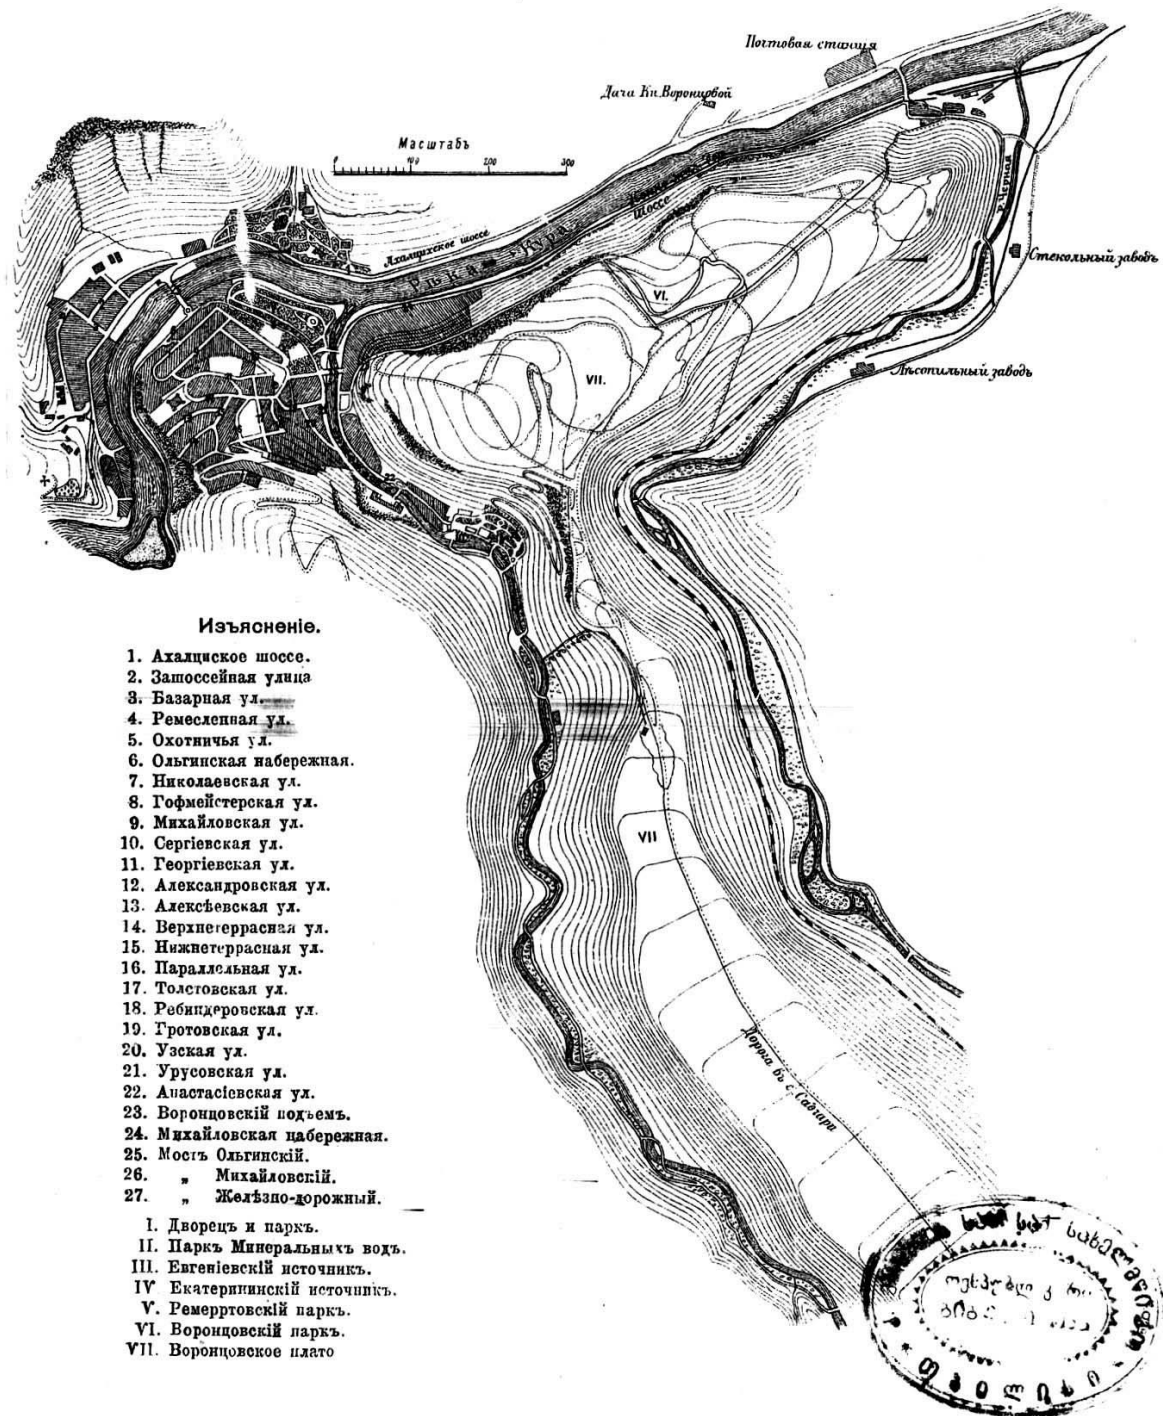 Почтовая станція
Дача Кн. Воронцовой
Масштабъ
0 100 200 300
Ахалцихское шоссе
Рѣка Кура
шоссе
р. Черная
Стекольный заводъ
VI.
Лѣсопильный заводъ
VII.
VII
Дорога въ с. Садгари
Изъясненіе.
1. Ахалциское шоссе.
2. Зашоссейная улица
3. Базарная ул.
4. Ремесленная ул.
5. Охотничья ул.
6. Ольгинская набережная.
7. Николаевская ул.
8. Гофмейстерская ул.
9. Михайловская ул.
10. Сергіевская ул.
11. Георгіевская ул.
12. Александровская ул.
13. Алексѣевская ул.
14. Верхнетеррасная ул.
15. Нижнетеррасная ул.
16. Параллельная ул.
17. Толстовская ул.
18. Ребиндеровская ул.
19. Гротовская ул.
20. Узская ул.
21. Урусовская ул.
22. Анастасіевская ул.
23. Воронцовскій подъемъ.
24. Михайловская набережная.
25. Мостъ Ольгинскій.
26. „ Михайловскій.
27. „ Желѣзно-дорожный.
I. Дворецъ и паркъ.
II. Паркъ Минеральныхъ водъ.
III. Евгеніевскій источникъ.
IV Екатерининскій источникъ.
V. Ремерртовскій паркъ.
VI. Воронцовскій паркъ.
VII. Воронцовское плато